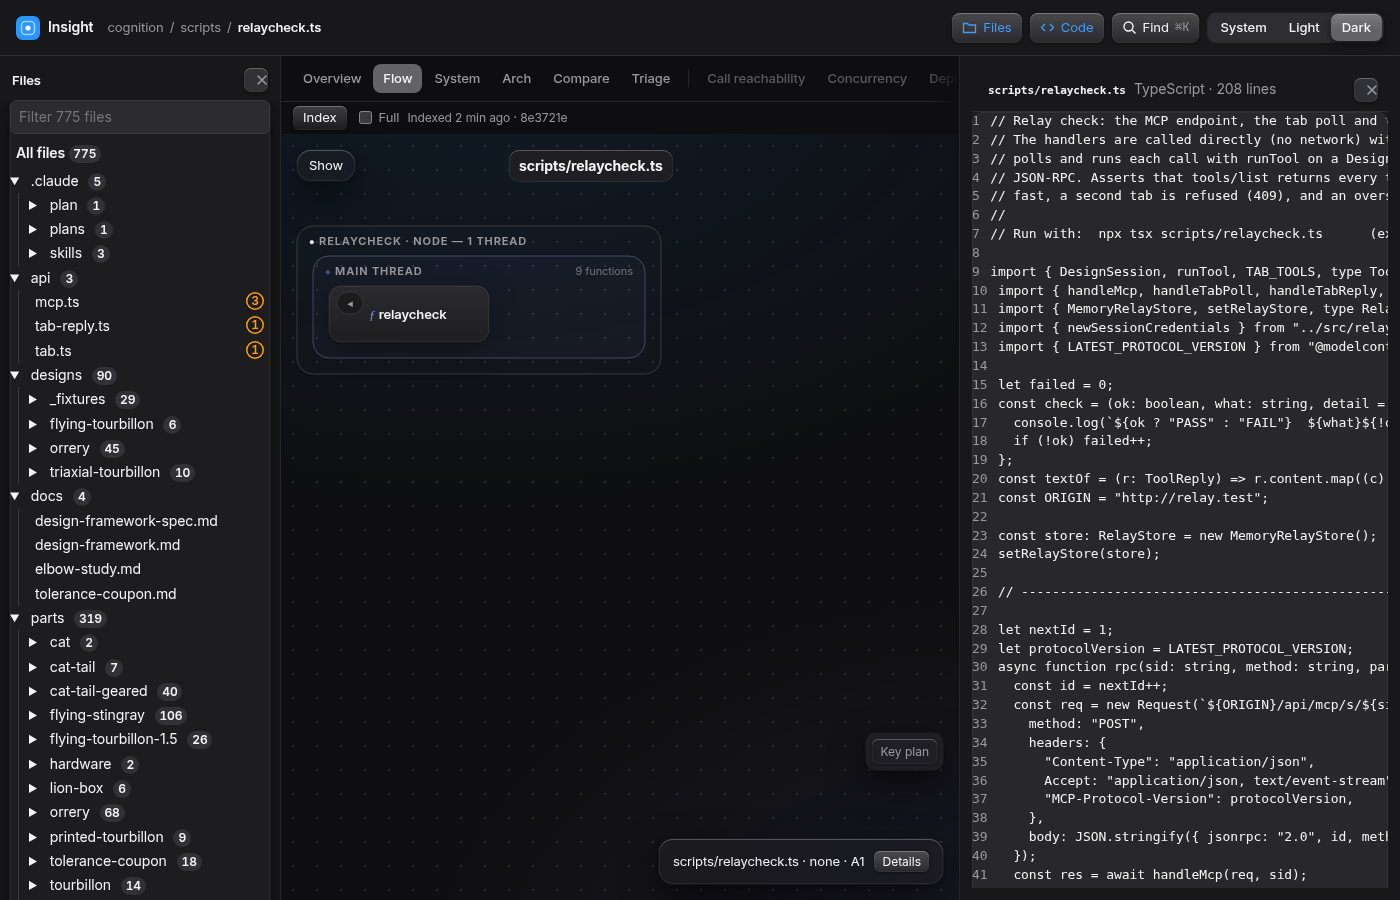 Insight cognition / scripts / relaycheck.ts
Files Code Find ⌘K System Light Dark
Files
Filter 775 files
All files 775
.claude 5
plan 1
plans 1
skills 3
api 3
mcp.ts 3
tab-reply.ts 1
tab.ts 1
designs 90
_fixtures 29
flying-tourbillon 6
orrery 45
triaxial-tourbillon 10
docs 4
design-framework-spec.md
design-framework.md
elbow-study.md
tolerance-coupon.md
parts 319
cat 2
cat-tail 7
cat-tail-geared 40
flying-stingray 106
flying-tourbillon-1.5 26
hardware 2
lion-box 6
orrery 68
printed-tourbillon 9
tolerance-coupon 18
tourbillon 14
Overview Flow System Arch Compare Triage Call reachability Concurrency Dep
Index Full Indexed 2 min ago · 8e3721e
Show
scripts/relaycheck.ts
RELAYCHECK · NODE — 1 THREAD
MAIN THREAD 9 functions
ƒ relaycheck
Key plan
scripts/relaycheck.ts · none · A1 Details
scripts/relaycheck.ts TypeScript · 208 lines
1 // Relay check: the MCP endpoint, the tab poll and
2 // The handlers are called directly (no network) wit
3 // polls and runs each call with runTool on a Design
4 // JSON-RPC. Asserts that tools/list returns every
5 // fast, a second tab is refused (409), and an overs
6 //
7 // Run with:  npx tsx scripts/relaycheck.ts      (ex
8
9 import { DesignSession, runTool, TAB_TOOLS, type Too
10 import { handleMcp, handleTabPoll, handleTabReply,
11 import { MemoryRelayStore, setRelayStore, type Rela
12 import { newSessionCredentials } from "../src/relay
13 import { LATEST_PROTOCOL_VERSION } from "@modelcont
14
15 let failed = 0;
16 const check = (ok: boolean, what: string, detail =
17   console.log(`${ok ? "PASS" : "FAIL"}  ${what}${!o
18   if (!ok) failed++;
19 };
20 const textOf = (r: ToolReply) => r.content.map((c)
21 const ORIGIN = "http://relay.test";
22
23 const store: RelayStore = new MemoryRelayStore();
24 setRelayStore(store);
25
26 // ------------------------------------------------
27
28 let nextId = 1;
29 let protocolVersion = LATEST_PROTOCOL_VERSION;
30 async function rpc(sid: string, method: string, par
31   const id = nextId++;
32   const req = new Request(`${ORIGIN}/api/mcp/s/${si
33     method: "POST",
34     headers: {
35       "Content-Type": "application/json",
36       Accept: "application/json, text/event-stream"
37       "MCP-Protocol-Version": protocolVersion,
38     },
39     body: JSON.stringify({ jsonrpc: "2.0", id, meth
40   });
41   const res = await handleMcp(req, sid);